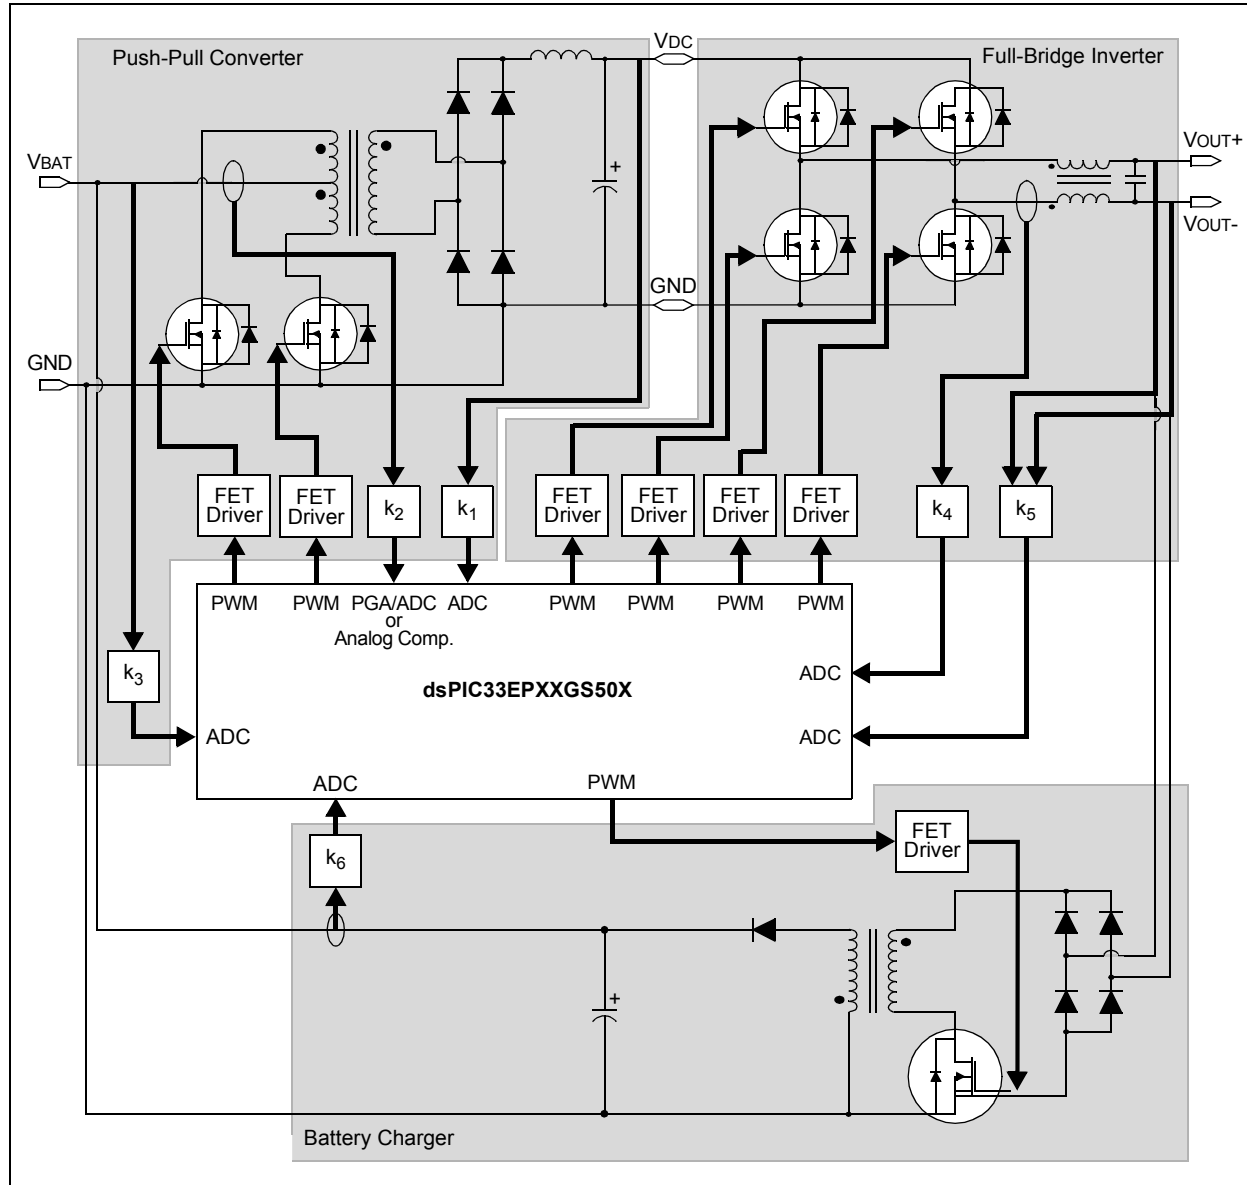 Push-Pull Converter
VDC
Full-Bridge Inverter
VOUT+
VBAT
VOUT-
GND
GND
+
FET
Driver
FET
Driver
k2
k1
FET
Driver
FET
Driver
FET
Driver
FET
Driver
k4
k5
PWM
PWM
PGA/ADC
or
Analog Comp.
ADC
PWM
PWM
PWM
PWM
k3
ADC
dsPIC33EPXXGS50X
ADC
ADC
ADC
PWM
k6
FET
Driver
+
Battery Charger